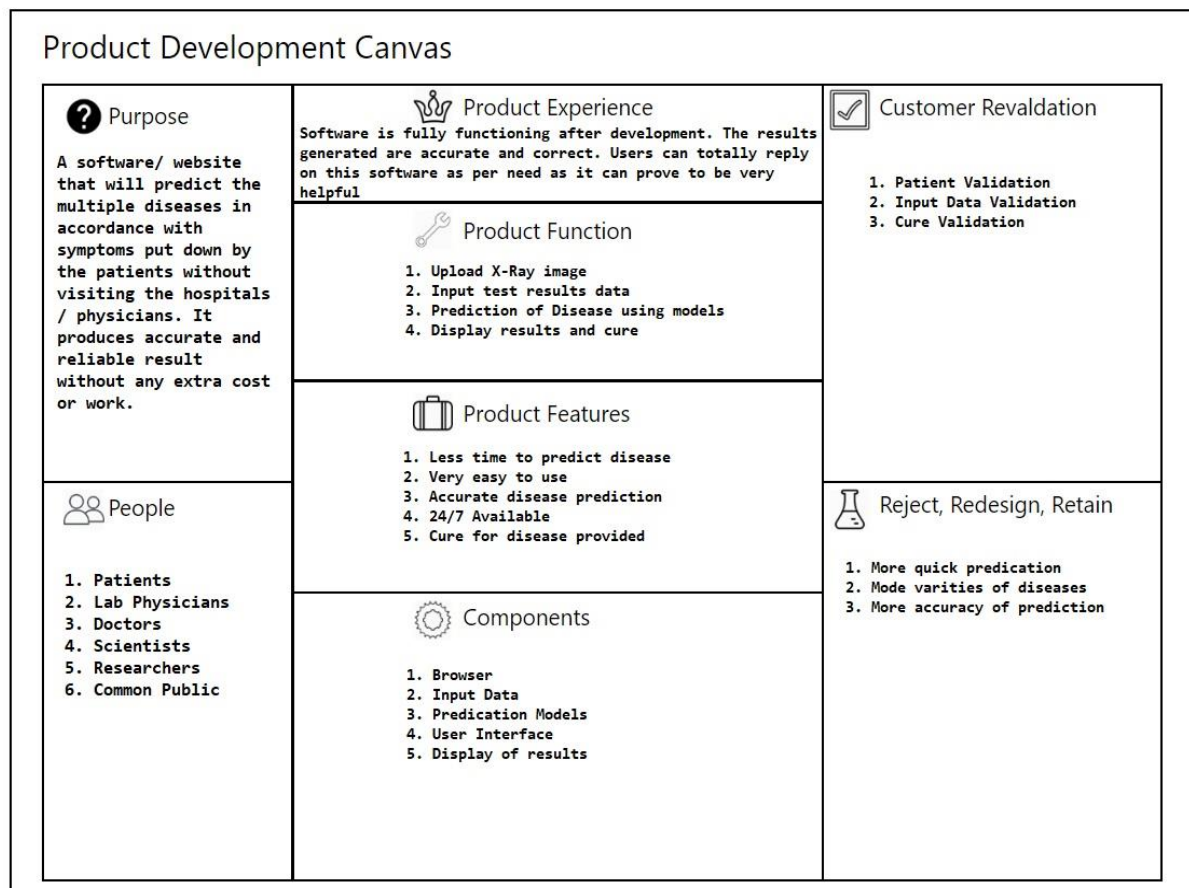 Product Development Canvas
Purpose
A software/ website
that will predict the
multiple diseases in
accordance with
symptoms put down by
the patients without
visiting the hospitals
/ physicians. It
produces accurate and
reliable result
without any extra cost
or work.
People
1. Patients
2. Lab Physicians
3. Doctors
4. Scientists
5. Researchers
6. Common Public
Product Experience
Software is fully functioning after development. The results
generated are accurate and correct. Users can totally reply
on this software as per need as it can prove to be very
helpful
Product Function
1. Upload X-Ray image
2. Input test results data
3. Prediction of Disease using models
4. Display results and cure
Product Features
1. Less time to predict disease
2. Very easy to use
3. Accurate disease prediction
4. 24/7 Available
5. Cure for disease provided
Components
1. Browser
2. Input Data
3. Predication Models
4. User Interface
5. Display of results
Customer Revaldation
1. Patient Validation
2. Input Data Validation
3. Cure Validation
Reject, Redesign, Retain
1. More quick predication
2. Mode varities of diseases
3. More accuracy of prediction